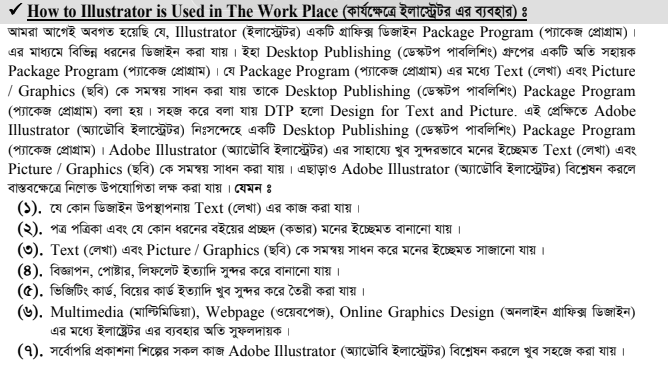 ✓ How to Illustrator is Used in The Work Place (কার্যক্ষেত্রে ইলাস্ট্রেটর এর ব্যবহার) ঃ
আমরা আগেই অবগত হয়েছি যে, Illustrator (ইলাস্ট্রেটর) একটি গ্রাফিক্স ডিজাইন Package Program (প্যাকেজ প্রোগ্রাম)।
এর মাধ্যমে বিভিন্ন ধরনের ডিজাইন করা যায়। ইহা Desktop Publishing (ডেস্কটপ পাবলিশিং) গ্রুপের একটি অতি সহায়ক
Package Program (প্যাকেজ প্রোগ্রাম)। যে Package Program (প্যাকেজ প্রোগ্রাম) এর মধ্যে Text (লেখা) এবং Picture
/ Graphics (ছবি) কে সমন্বয় সাধন করা যায় তাকে Desktop Publishing (ডেস্কটপ পাবলিশিং) Package Program
(প্যাকেজ প্রোগ্রাম) বলা হয়। সহজ করে বলা যায় DTP হলো Design for Text and Picture. এই প্রেক্ষিতে Adobe
Illustrator (অ্যাডৌবি ইলাস্ট্রেটর) নিঃসন্দেহে একটি Desktop Publishing (ডেস্কটপ পাবলিশিং) Package Program
(প্যাকেজ প্রোগ্রাম)। Adobe Illustrator (অ্যাডৌবি ইলাস্ট্রেটর) এর সাহায্যে খুব সুন্দরভাবে মনের ইচ্ছেমত Text (লেখা) এবং
Picture / Graphics (ছবি) কে সমন্বয় সাধন করা যায়। এছাড়াও Adobe Illustrator (অ্যাডৌবি ইলাস্ট্রেটর) বিশ্লেষন করলে
বাস্তবক্ষেত্রে নিগোক্ত উপযোগিতা লক্ষ করা যায়। যেমন ঃ
(১). যে কোন ডিজাইন উপস্থাপনায় Text (লেখা) এর কাজ করা যায়।
(২). পত্র পত্রিকা এবং যে কোন ধরনের বইয়ের প্রচ্ছদ (কভার) মনের ইচ্ছেমত বানানো যায়।
(৩). Text (লেখা) এবং Picture / Graphics (ছবি) কে সমন্বয় সাধন করে মনের ইচ্ছেমত সাজানো যায়।
(৪). বিজ্ঞাপন, পোষ্টার, লিফলেট ইত্যাদি সুন্দর করে বানানো যায়।
(৫). ভিজিটিং কার্ড, বিয়ের কার্ড ইত্যাদি খুব সুন্দর করে তৈরী করা যায়।
(৬). Multimedia (মাল্টিমিডিয়া), Webpage (ওয়েবপেজ), Online Graphics Design (অনলাইন গ্রাফিক্স ডিজাইন)
এর মধ্যে ইলাষ্ট্রেটর এর ব্যবহার অতি সুফলদায়ক।
(৭). সর্বোপরি প্রকাশনা শিল্পের সকল কাজ Adobe Illustrator (অ্যাডৌবি ইলাস্ট্রেটর) বিশ্লেষন করলে খুব সহজে করা যায়।